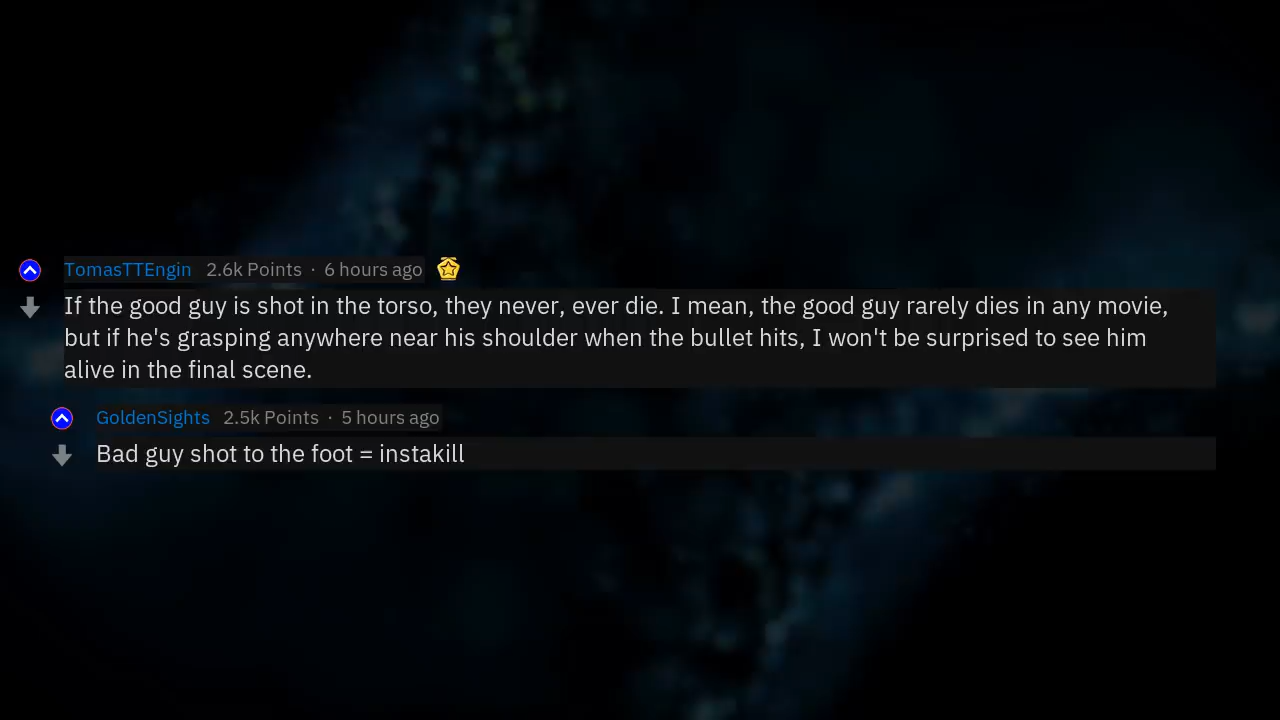 TomasTTEngin 2.6k Points · 6 hours ago
If the good guy is shot in the torso, they never, ever die. I mean, the good guy rarely dies in any movie,
but if he's grasping anywhere near his shoulder when the bullet hits, I won't be surprised to see him
alive in the final scene.
GoldenSights 2.5k Points · 5 hours ago
Bad guy shot to the foot = instakill